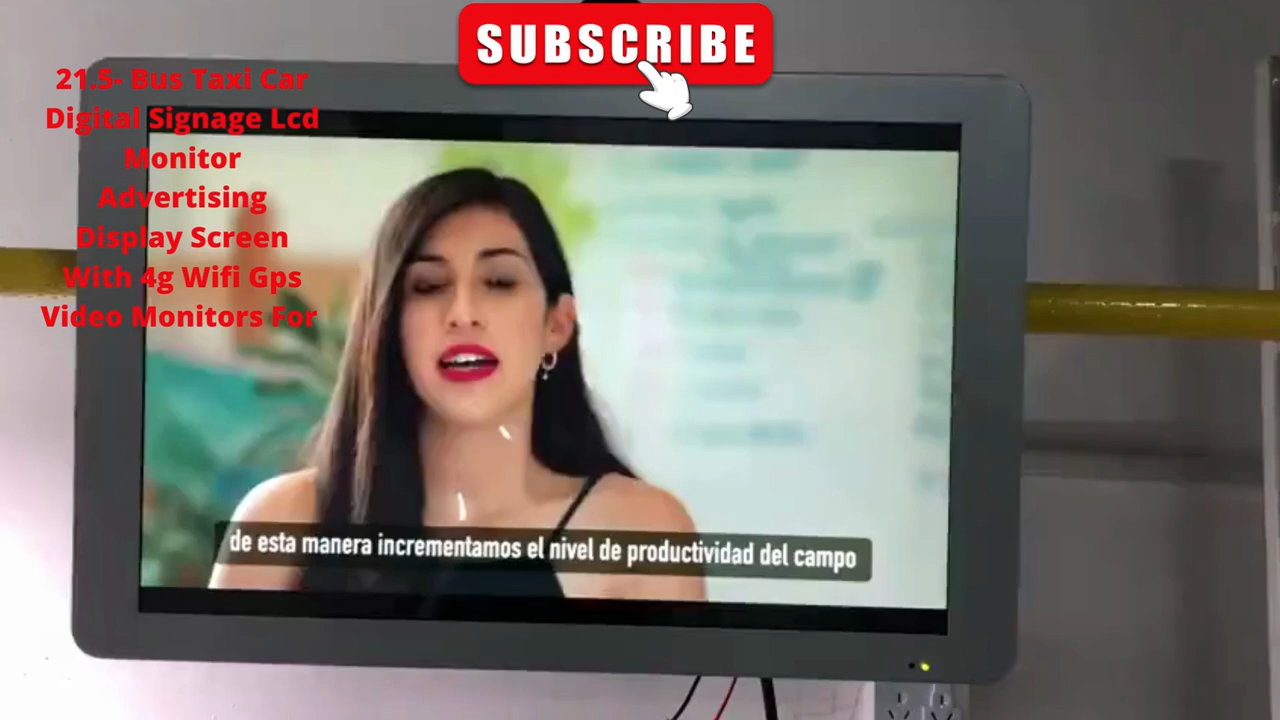 SUBSCRIBE
21.5- Bus Taxi Car
Digital Signage Lcd
Monitor
Advertising
Display Screen
With 4g Wifi Gps
Video Monitors For
de esta manera incrementamos el nivel de productividad del campo